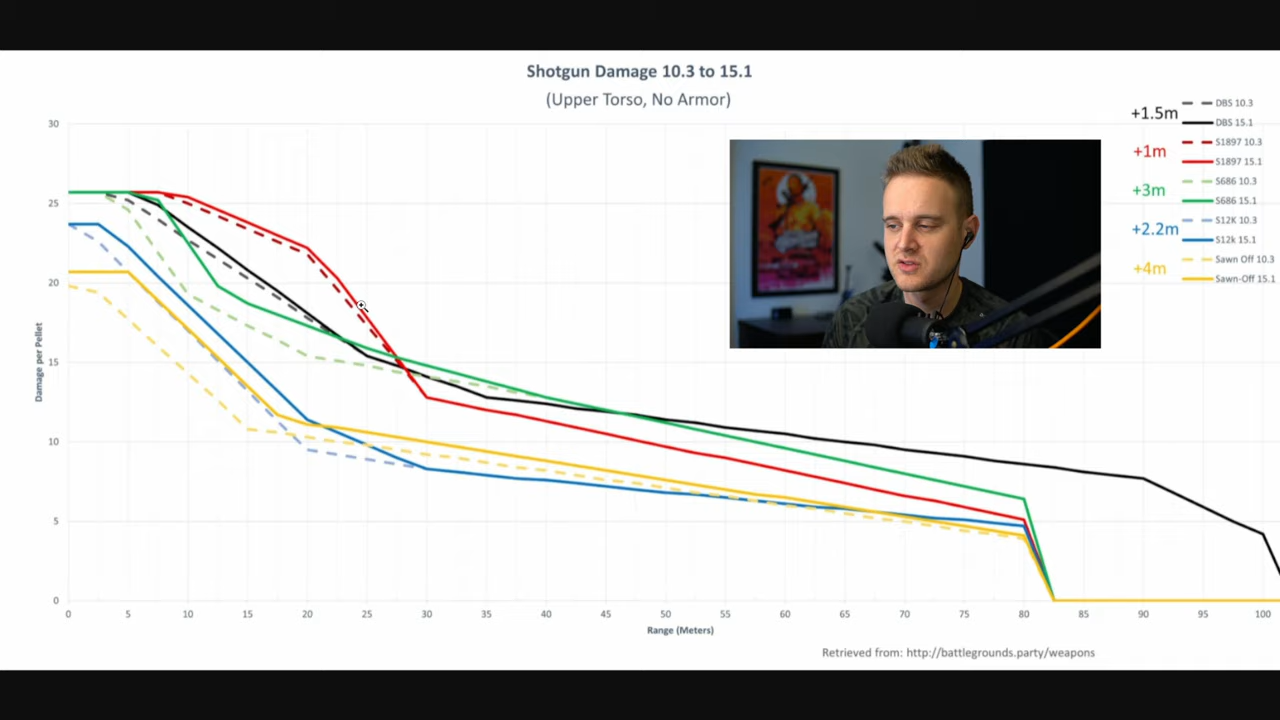 Shotgun Damage 10.3 to 15.1
(Upper Torso, No Armor)
+1.5m
DBS 10.3
DBS 15.1
+1m
S1897 10.3
S1897 15.1
+3m
S686 10.3
S686 15.1
+2.2m
S12K 10.3
S12k 15.1
+4m
Sawn Off 10.3
Sawn-Off 15.1
Damage per Pellet
30
25
20
15
10
5
0
0 5 10 15 20 25 30 35 40 45 50 55 60 65 70 75 80 85 90 95 100
Range (Meters)
Retrieved from: http://battlegrounds.party/weapons